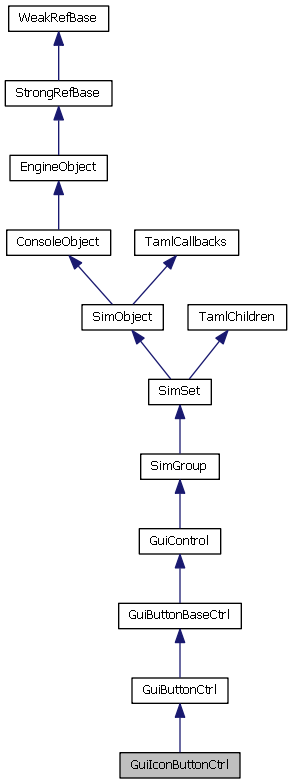 WeakRefBase
StrongRefBase
EngineObject
ConsoleObject
TamlCallbacks
SimObject
TamlChildren
SimSet
SimGroup
GuiControl
GuiButtonBaseCtrl
GuiButtonCtrl
GuiIconButtonCtrl